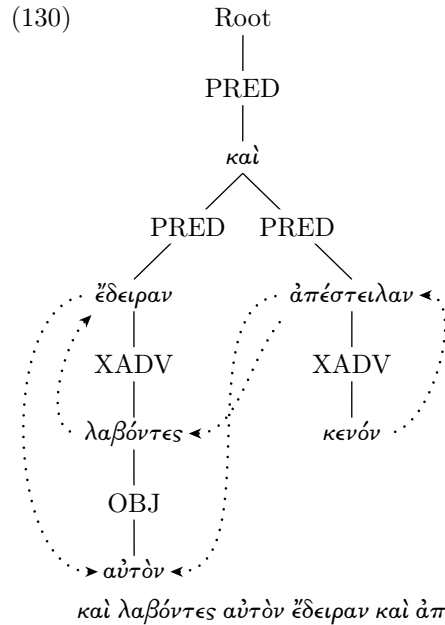 (130) Root
PRED
καὶ
PRED PRED
ἔδειραν ἀπέστειλαν
XADV XADV
λαβόντες κενόν
OBJ
αὐτὸν
καὶ λαβόντες αὐτὸν ἔδειραν καὶ ἀπ